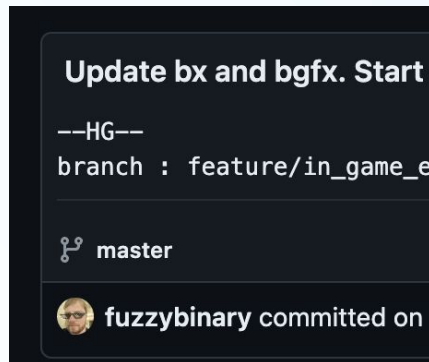 Update bx and bgfx. Start
--HG--
branch : feature/in_game_e
master
fuzzybinary committed on